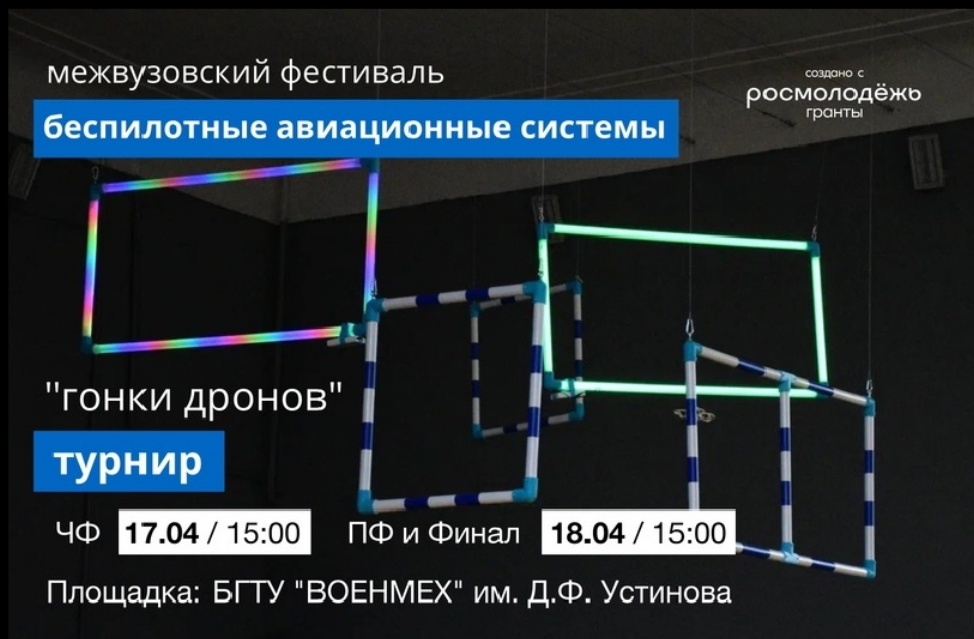 межвузовский фестиваль
беспилотные авиационные системы
создано с
росмолодёжь
гранты
"гонки дронов"
турнир
ЧФ 17.04 / 15:00 ПФ и Финал 18.04 / 15:00
Площадка: БГТУ "ВОЕНМЕХ" им. Д.Ф. Устинова